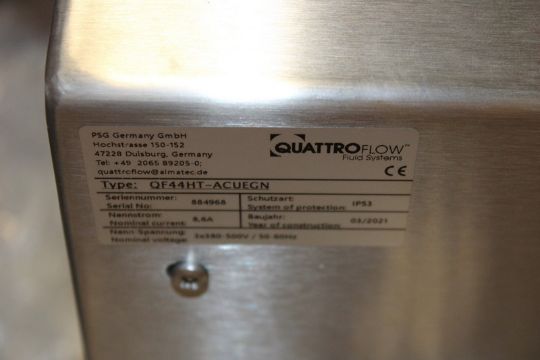 PSG Germany GmbH
Hochstrasse 150-152
47228 Duisburg, Germany
Tel: +49 2065 89205-0;
quattroflow@almatec.de
QUATTROFLOW™
Fluid Systems
CE
Type: QF44HT-ACUEGN
Seriennummer: 884968 Schutzart: IP53
Serial No: System of protection:
Nennstrom: 8,6A Baujahr: 03/2021
Nominal current: Year of construction:
Nenn Spannung: 3x380-500V / 50-60Hz
Nominal voltage: